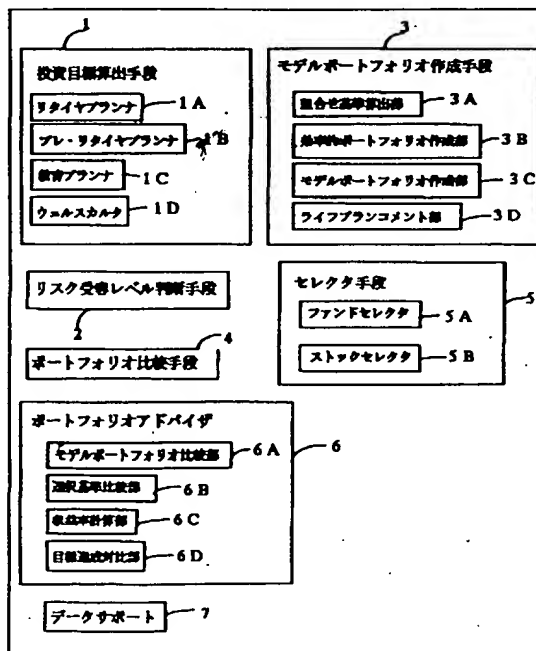 1
投資目標算出手段
リタイヤプランナ 1A
プレ・リタイヤプランナ 1B
教育プランナ 1C
ウェルスカルタ 1D
3
モデルポートフォリオ作成手段
組合せ基準算出部 3A
効率的ポートフォリオ作成部 3B
モデルポートフォリオ作成部 3C
ライフプランコメント部 3D
リスク受容レベル判断手段
2
ポートフォリオ比較手段 4
セレクタ手段 5
ファンドセレクタ 5A
ストックセレクタ 5B
ポートフォリオアドバイザ 6
モデルポートフォリオ比較部 6A
選択基準比較部 6B
収益率計算部 6C
目標達成対比部 6D
データサポート 7